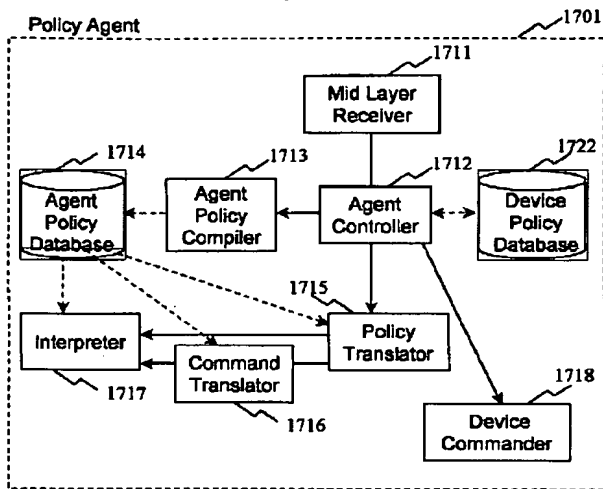 Policy Agent
1701
1711
Mid Layer
Receiver
1714
1713
1712
1722
Agent
Policy
Database
Agent
Policy
Compiler
Agent
Controller
Device
Policy
Database
1715
Interpreter
Command
Translator
Policy
Translator
1717
1716
1718
Device
Commander